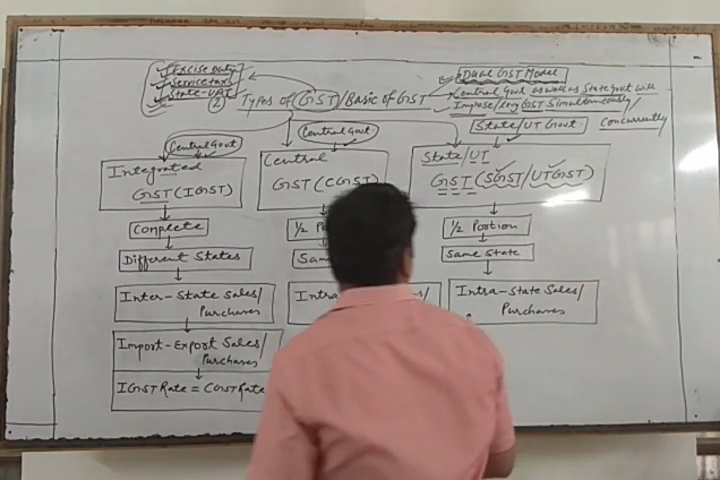 Excise Duty
Service tax
State-VAT
② Types of GST/Basic of GST
Dual GST Model
Central Govt as well as State Govt will
Impose/levy GST Simultaneously/
Concurrently
Central Govt
Central Govt
State/UT Govt
Integrated
GST (IGST)
Central
GST (CGST)
State/UT
GST (SGST/UTGST)
Complete
1/2
1/2 Portion
Different States
Same State
Inter-State Sales/
Purchases
Intra-State Sales/
Purchases
Import-Export Sales/
Purchases
IGST Rate = CGST Rate